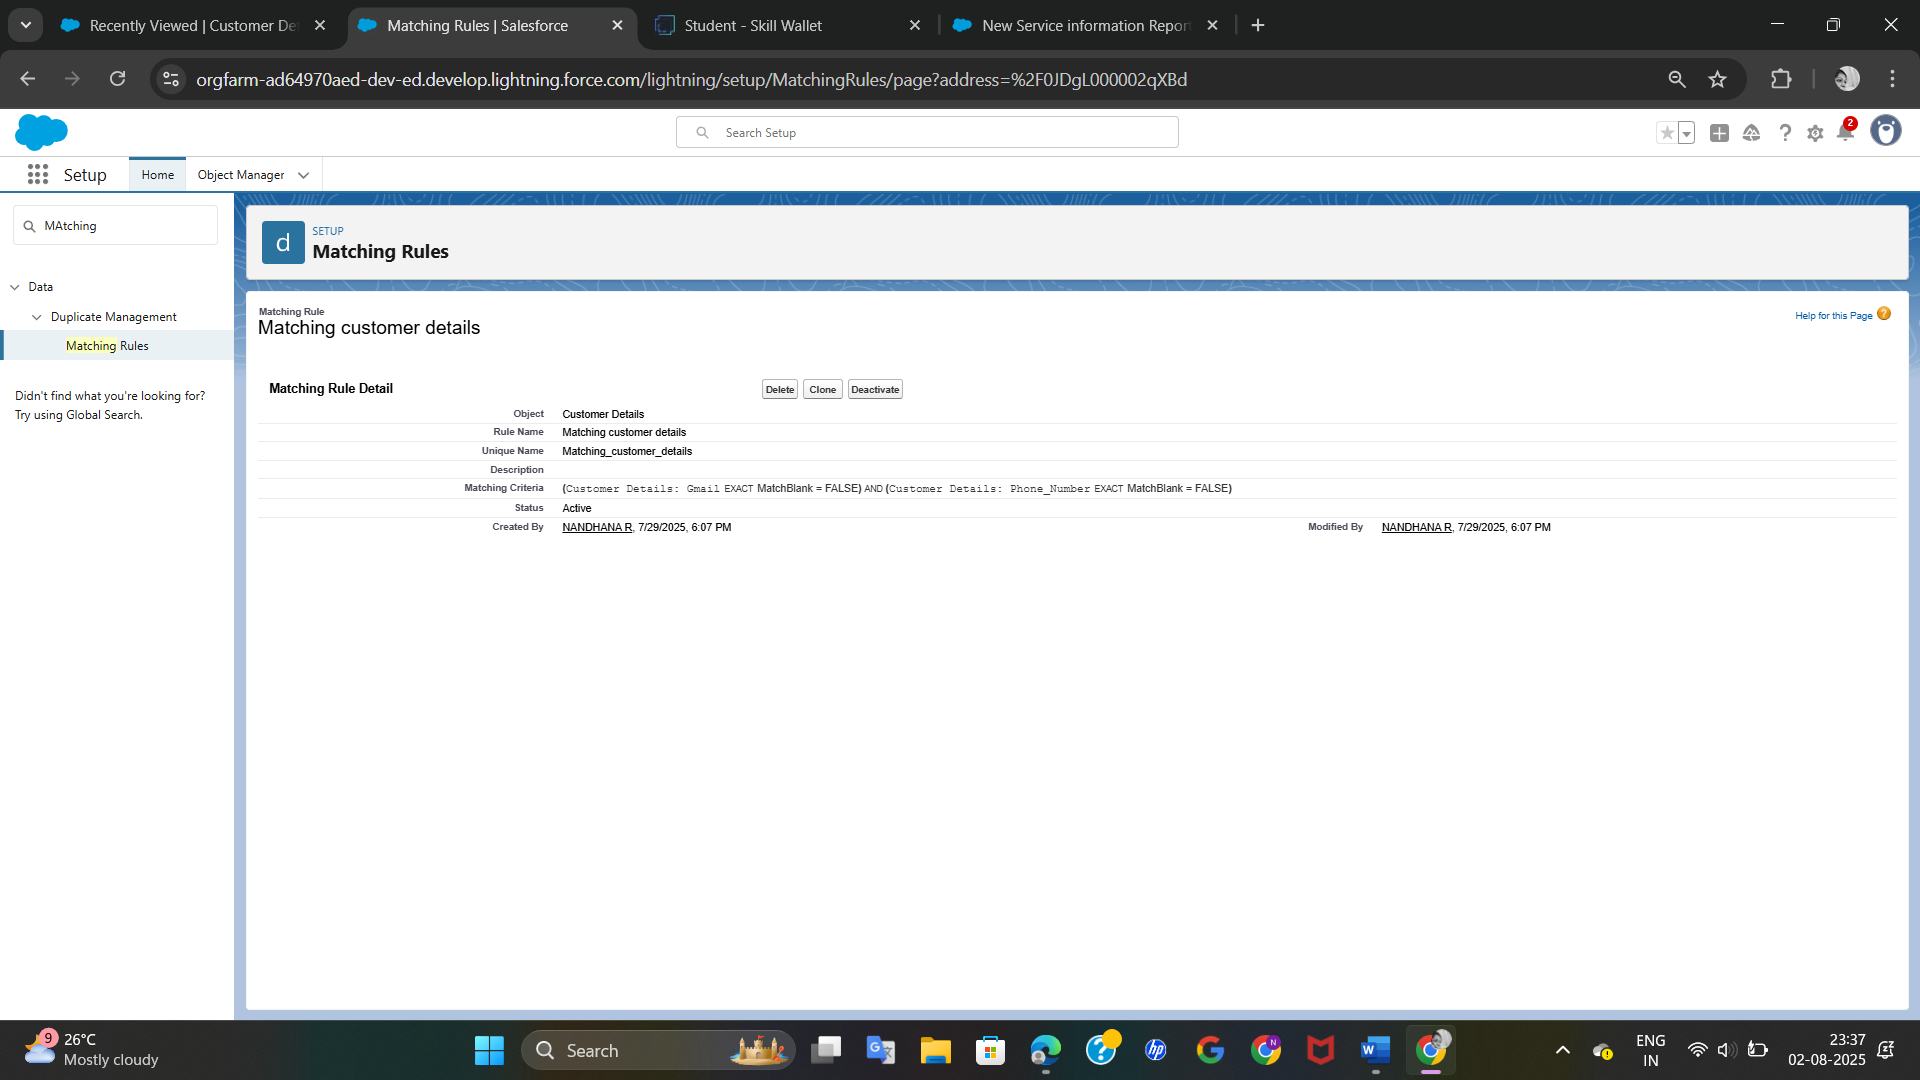 Recently Viewed | Customer De
Matching Rules | Salesforce
Student - Skill Wallet
New Service information Repor
orgfarm-ad64970aed-dev-ed.develop.lightning.force.com/lightning/setup/MatchingRules/page?address=%2F0JDgL000002qXBd
Search Setup
2
Setup
Home
Object Manager
MAtching
Data
Duplicate Management
Matching Rules
Didn't find what you're looking for?
Try using Global Search.
d
SETUP
Matching Rules
Matching Rule
Matching customer details
Help for this Page ?
Matching Rule Detail
Delete
Clone
Deactivate
Object Customer Details
Rule Name Matching customer details
Unique Name Matching_customer_details
Description
Matching Criteria (Customer Details: Gmail EXACT MatchBlank = FALSE) AND (Customer Details: Phone_Number EXACT MatchBlank = FALSE)
Status Active
Created By NANDHANA R, 7/29/2025, 6:07 PM
Modified By NANDHANA R, 7/29/2025, 6:07 PM
9
26°C
Mostly cloudy
Search
hp
N
W
ENG
IN
23:37
02-08-2025